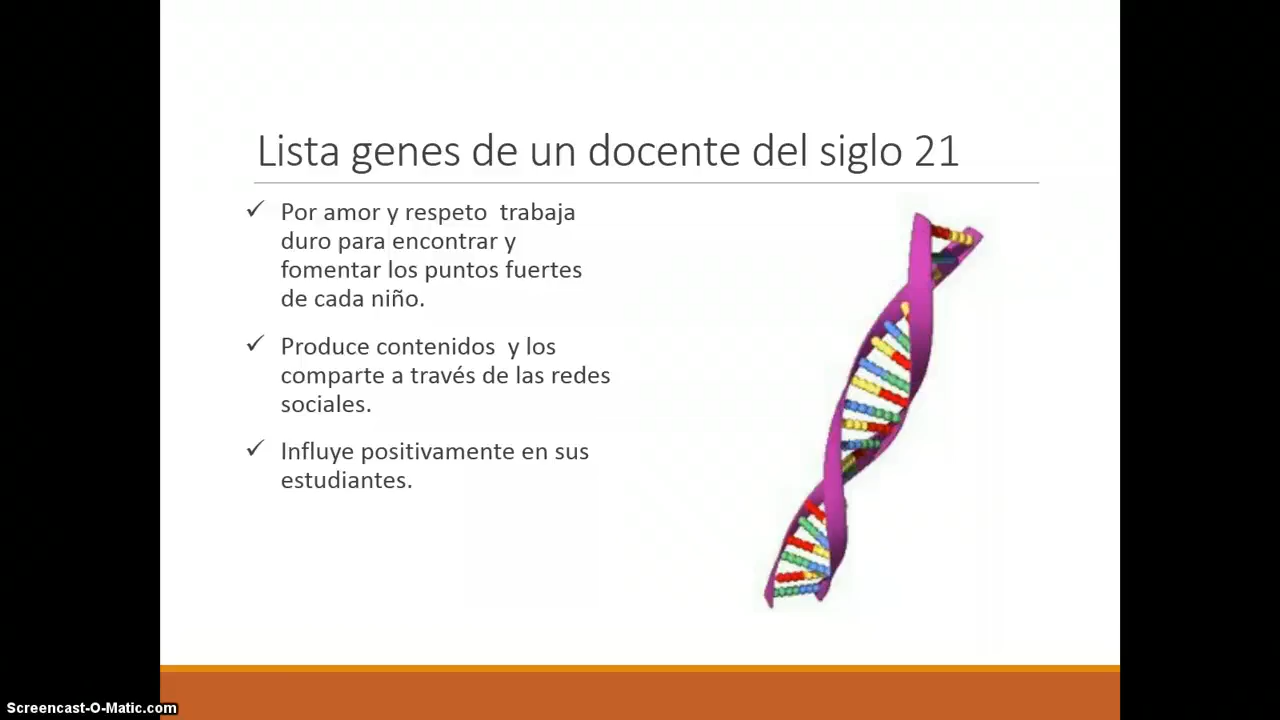 Lista genes de un docente del siglo 21
✓ Por amor y respeto  trabaja
duro para encontrar y
fomentar los puntos fuertes
de cada niño.
✓ Produce contenidos  y los
comparte a través de las redes
sociales.
✓ Influye positivamente en sus
estudiantes.
Screencast-O-Matic.com